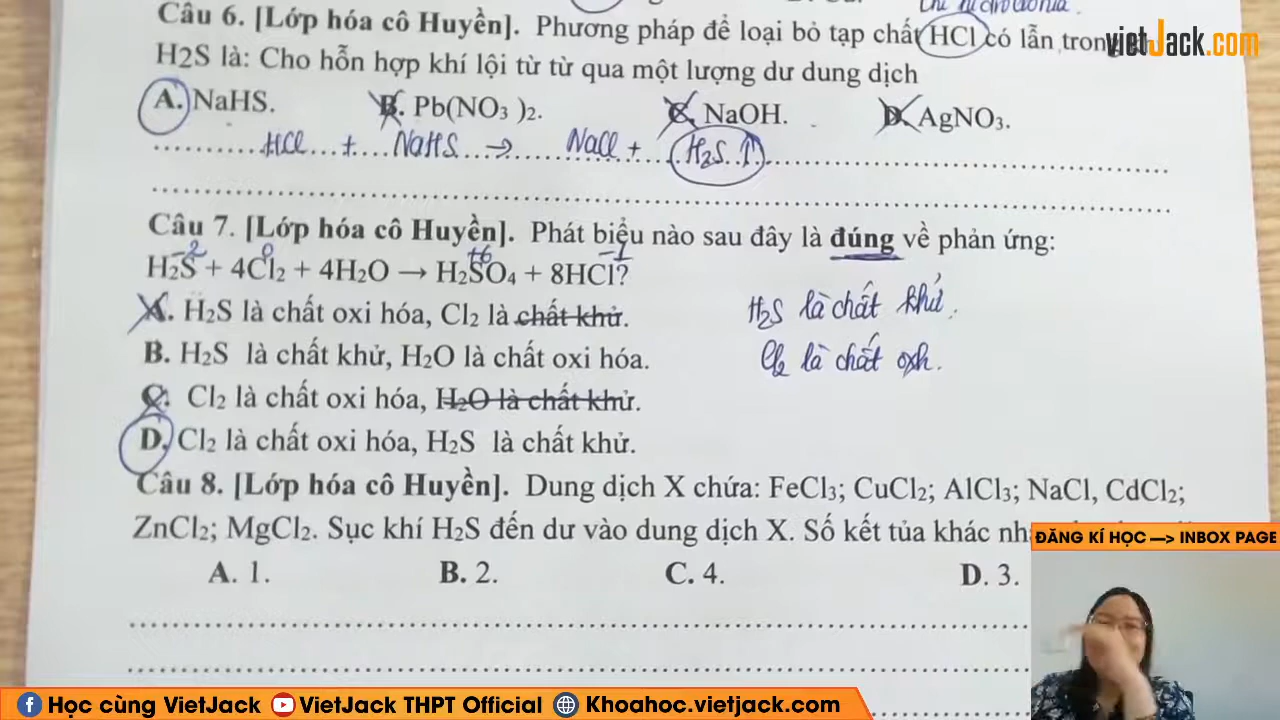 Câu 6. [Lớp hóa cô Huyền]. Phương pháp để loại bỏ tạp chất HCl có lẫn trong
vietJack.com
H2S là: Cho hỗn hợp khí lội từ từ qua một lượng dư dung dịch
A. NaHS. B. Pb(NO3 )2. C. NaOH. D. AgNO3.
HCl + NaHS → NaCl + H2S ↑
Câu 7. [Lớp hóa cô Huyền]. Phát biểu nào sau đây là đúng về phản ứng:
-2 0 +6 -1
H2S + 4Cl2 + 4H2O → H2SO4 + 8HCl?
A. H2S là chất oxi hóa, Cl2 là chất khử.
H2S là chất khử.
B. H2S là chất khử, H2O là chất oxi hóa.
Cl2 là chất oxh.
C. Cl2 là chất oxi hóa, H2O là chất khử.
D. Cl2 là chất oxi hóa, H2S là chất khử.
Câu 8. [Lớp hóa cô Huyền]. Dung dịch X chứa: FeCl3; CuCl2; AlCl3; NaCl, CdCl2;
ZnCl2; MgCl2. Sục khí H2S đến dư vào dung dịch X. Số kết tủa khác
ĐĂNG KÍ HỌC —> INBOX PAGE
A. 1. B. 2. C. 4. D. 3.
Học cùng VietJack VietJack THPT Official Khoahoc.vietjack.com